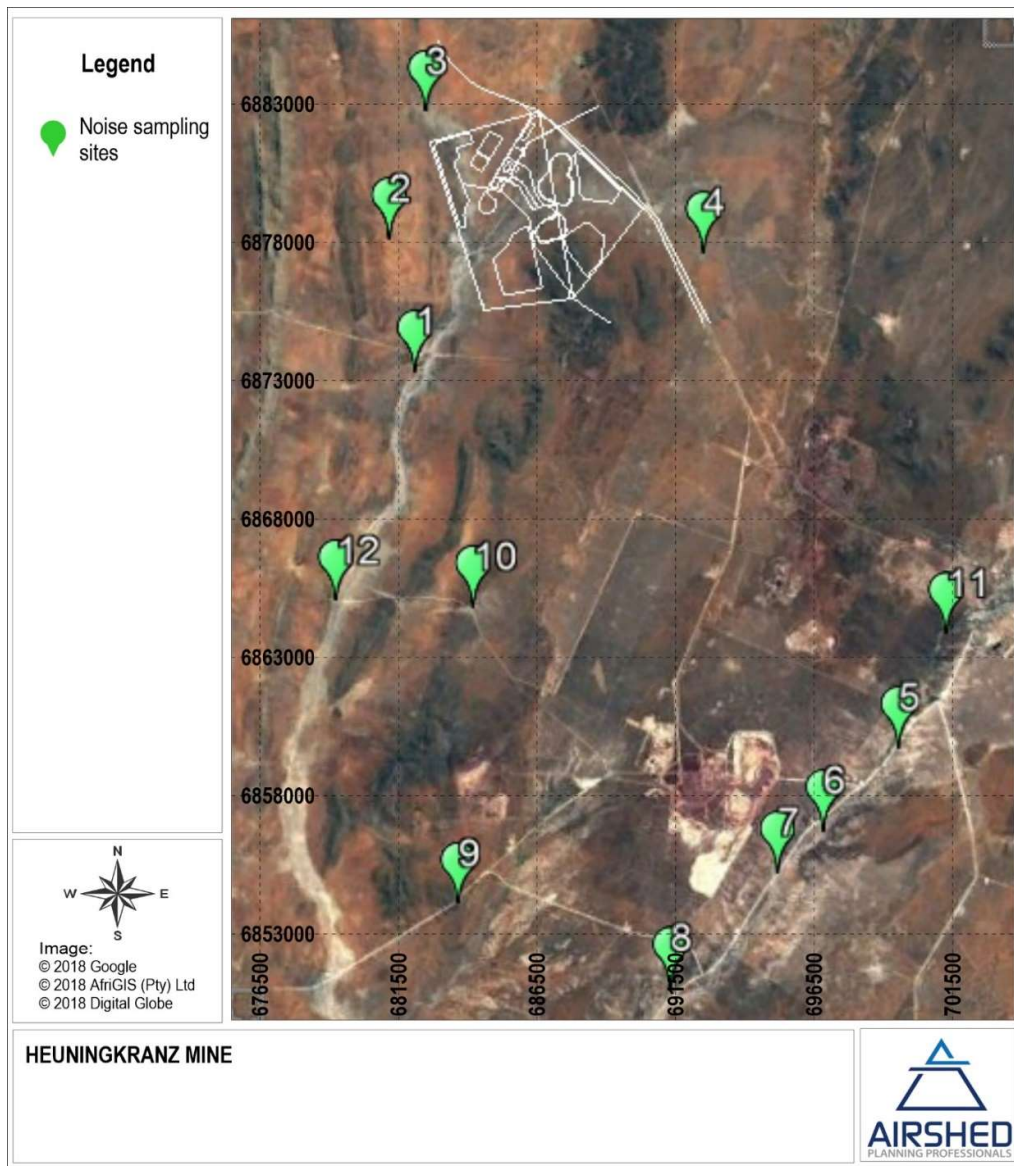 Legend
Noise sampling
sites
3
6883000
2
4
6878000
1
6873000
6868000
12
10
11
6863000
5
6
6858000
7
9
6853000
8
676500
681500
686500
691500
696500
701500
N
W
E
S
Image:
© 2018 Google
© 2018 AfriGIS (Pty) Ltd
© 2018 Digital Globe
HEUNINGKRANZ MINE
AIRSHED
PLANNING PROFESSIONALS